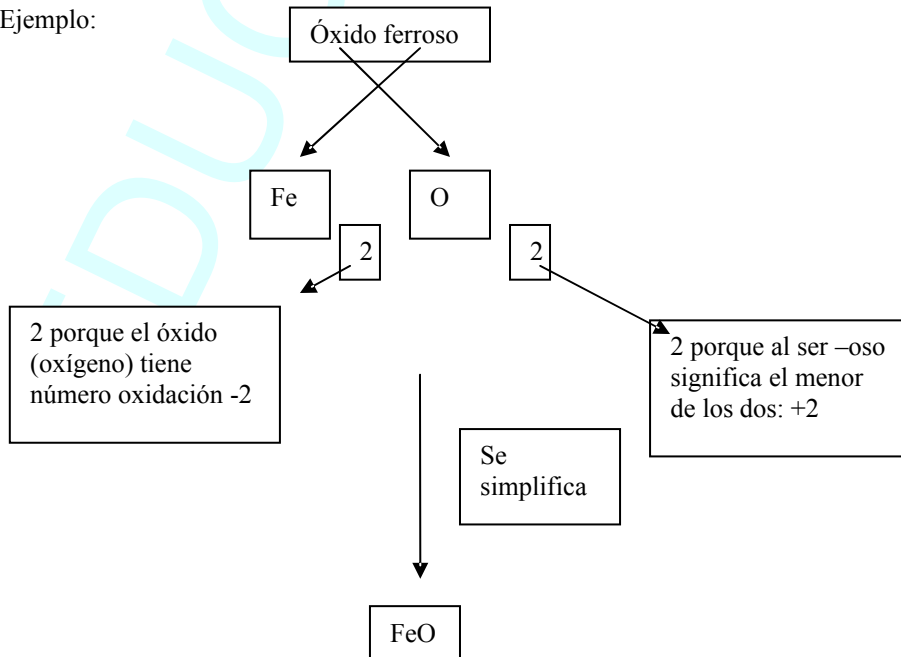 Ejemplo:
Óxido ferroso
Fe
O
2
2
2 porque el óxido
(oxígeno) tiene
número oxidación -2
2 porque al ser –oso
significa el menor
de los dos: +2
Se
simplifica
FeO